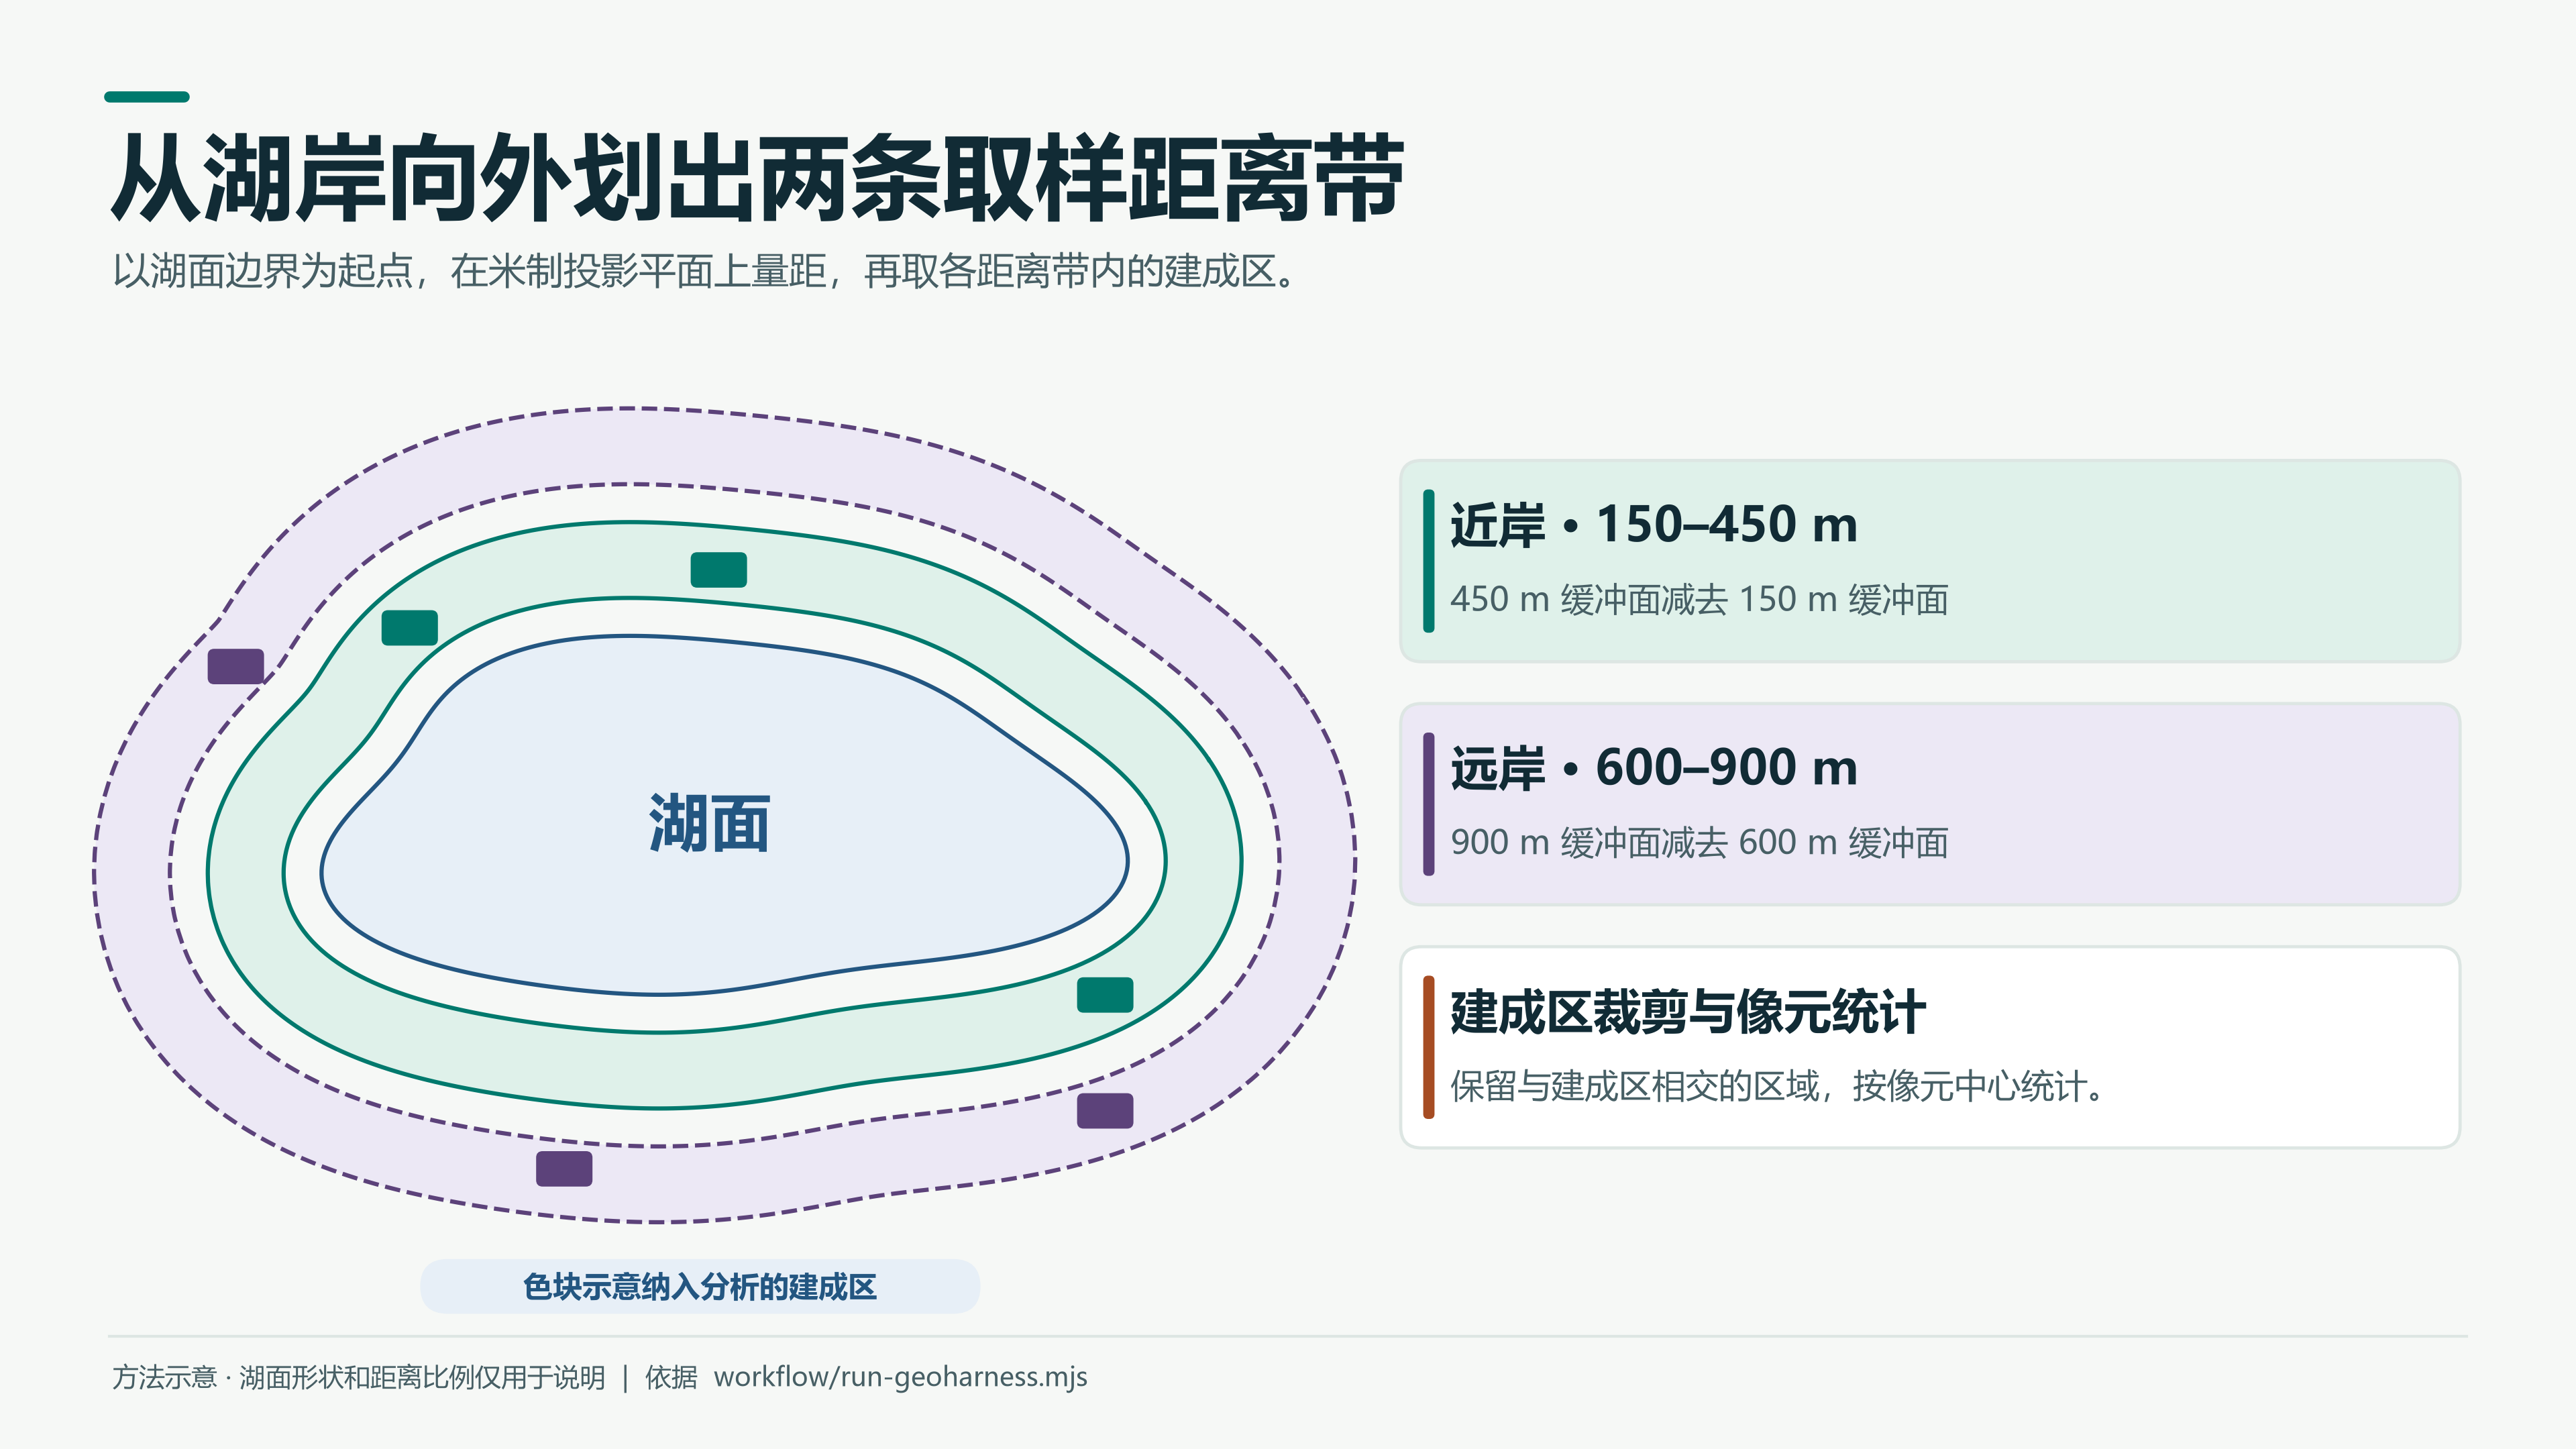 从湖岸向外划出两条取样距离带
以湖面边界为起点，在米制投影平面上量距，再取各距离带内的建成区。
近岸 • 150–450 m
450 m 缓冲面减去 150 m 缓冲面
远岸 • 600–900 m
900 m 缓冲面减去 600 m 缓冲面
湖面
建成区裁剪与像元统计
保留与建成区相交的区域，按像元中心统计。
色块示意纳入分析的建成区
方法示意 · 湖面形状和距离比例仅用于说明 | 依据 workflow/run-geoharness.mjs